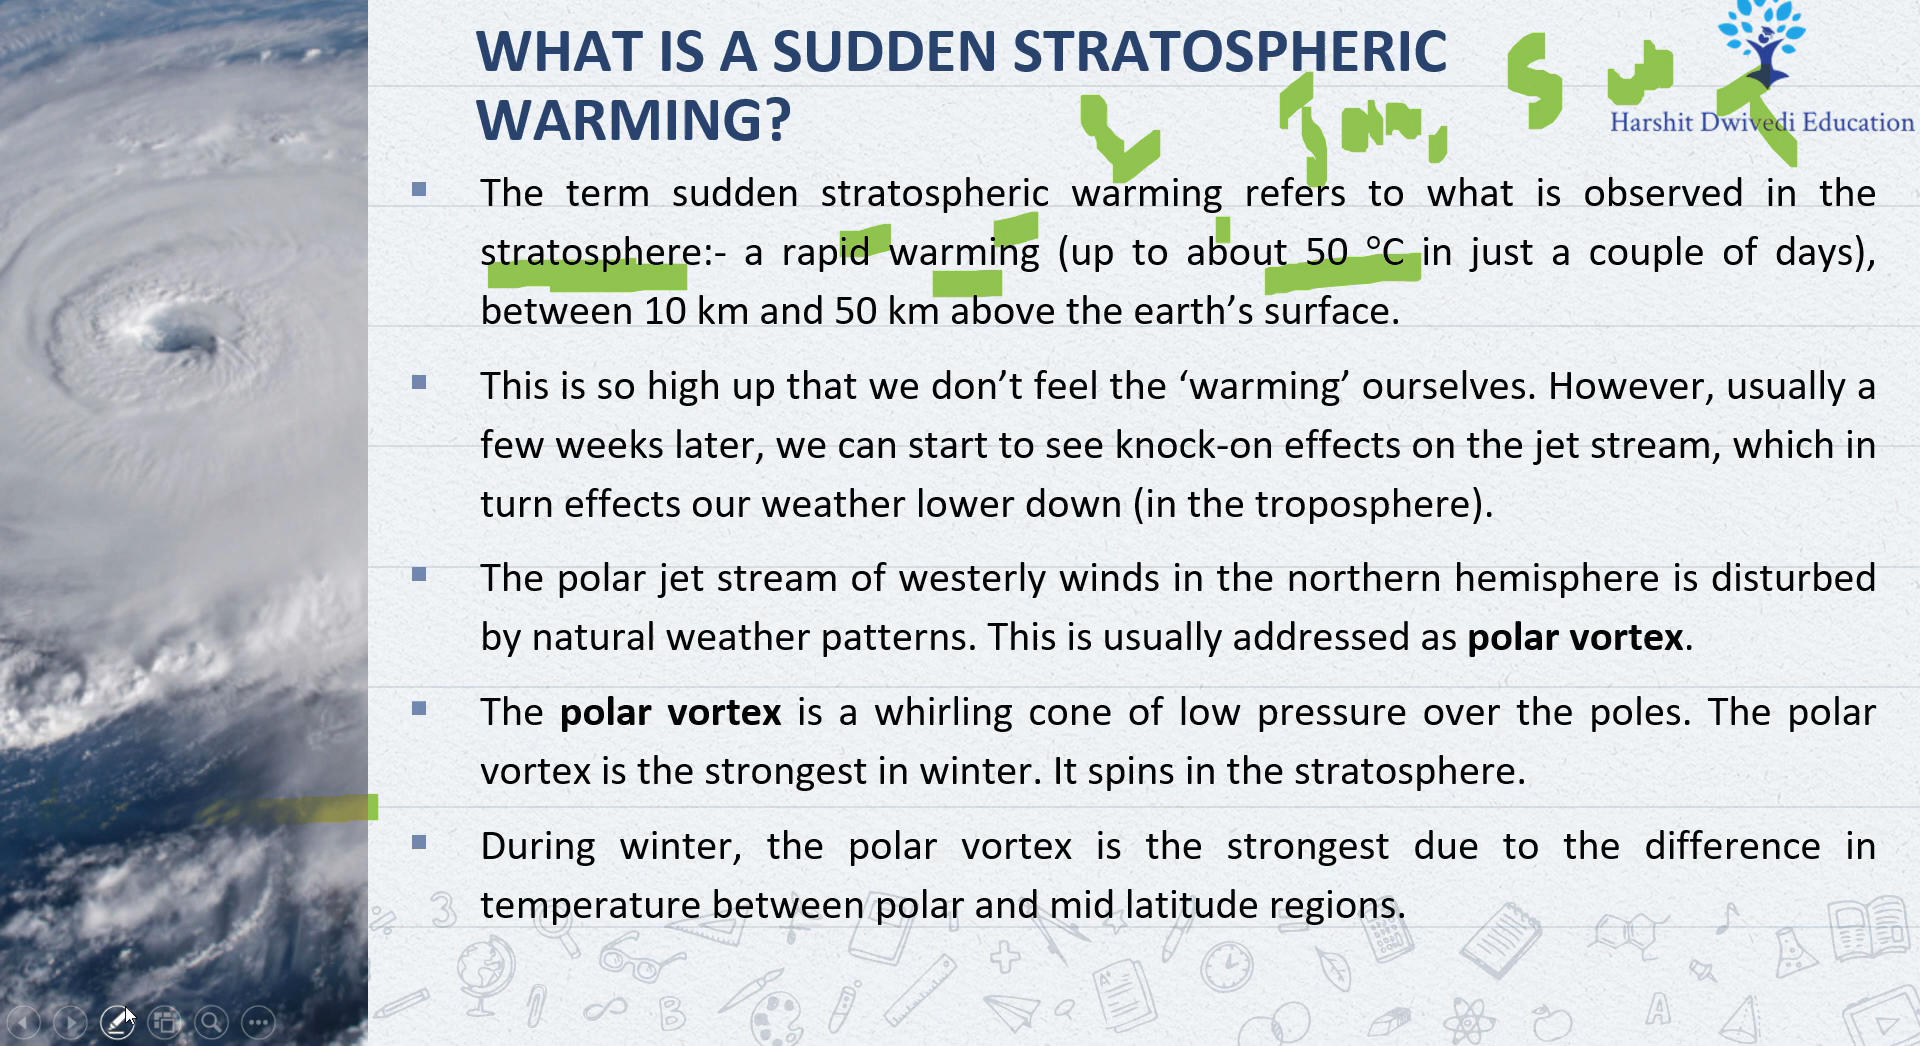 WHAT IS A SUDDEN STRATOSPHERIC
WARMING?
Harshit Dwivedi Education
The term sudden stratospheric warming refers to what is observed in the
stratosphere:- a rapid warming (up to about 50 °C in just a couple of days),
between 10 km and 50 km above the earth’s surface.
This is so high up that we don’t feel the ‘warming’ ourselves. However, usually a
few weeks later, we can start to see knock-on effects on the jet stream, which in
turn effects our weather lower down (in the troposphere).
The polar jet stream of westerly winds in the northern hemisphere is disturbed
by natural weather patterns. This is usually addressed as polar vortex.
The polar vortex is a whirling cone of low pressure over the poles. The polar
vortex is the strongest in winter. It spins in the stratosphere.
During winter, the polar vortex is the strongest due to the difference in
temperature between polar and mid latitude regions.